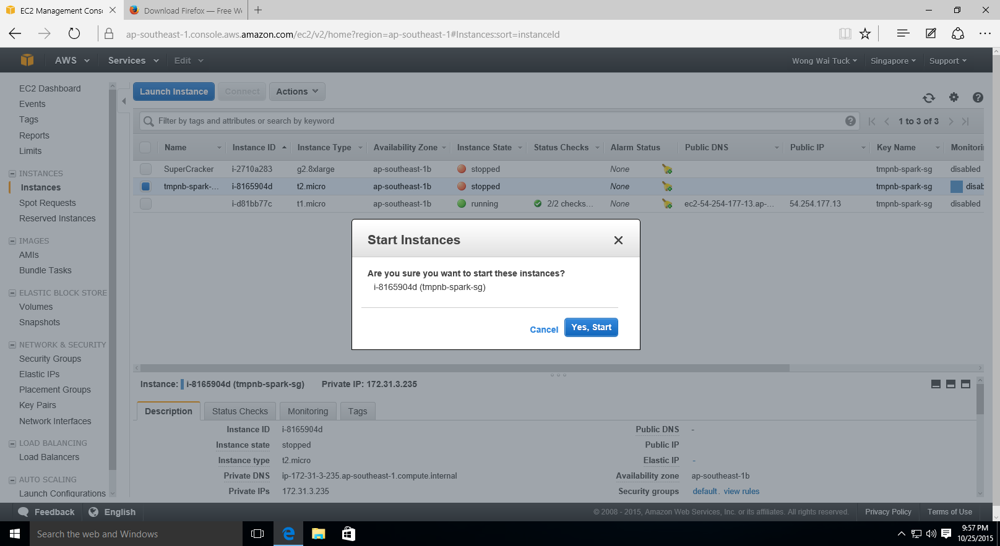 EC2 Management Conso
Download Firefox — Free We
ap-southeast-1.console.aws.amazon.com/ec2/v2/home?region=ap-southeast-1#Instances:sort=instanceId
AWS
Services
Edit
Wong Wai Tuck
Singapore
Support
EC2 Dashboard
Events
Tags
Reports
Limits
INSTANCES
Instances
Spot Requests
Reserved Instances
IMAGES
AMIs
Bundle Tasks
ELASTIC BLOCK STORE
Volumes
Snapshots
NETWORK & SECURITY
Security Groups
Elastic IPs
Placement Groups
Key Pairs
Network Interfaces
LOAD BALANCING
Load Balancers
AUTO SCALING
Launch Configurations
Launch Instance
Connect
Actions
Filter by tags and attributes or search by keyword
1 to 3 of 3
Name Instance ID Instance Type Availability Zone Instance State Status Checks Alarm Status Public DNS Public IP Key Name Monitorin
SuperCracker i-2710a283 g2.8xlarge ap-southeast-1b stopped None tmpnb-spark-sg disabled
tmpnb-spark-... i-8165904d t2.micro ap-southeast-1b stopped None tmpnb-spark-sg disab
i-d81bb77c t1.micro ap-southeast-1b running 2/2 checks... None ec2-54-254-177-13.ap-... 54.254.177.13 tmpnb-spark-sg disabled
Start Instances
Are you sure you want to start these instances?
i-8165904d (tmpnb-spark-sg)
Cancel
Yes, Start
Instance: i-8165904d (tmpnb-spark-sg) Private IP: 172.31.3.235
Description
Status Checks
Monitoring
Tags
Instance ID i-8165904d
Instance state stopped
Instance type t2.micro
Private DNS ip-172-31-3-235.ap-southeast-1.compute.internal
Private IPs 172.31.3.235
Public DNS -
Public IP
Elastic IP -
Availability zone ap-southeast-1b
Security groups default. view rules
Feedback
English
© 2008 - 2015, Amazon Web Services, Inc. or its affiliates. All rights reserved.
Privacy Policy
Terms of Use
Search the web and Windows
9:57 PM
10/25/2015